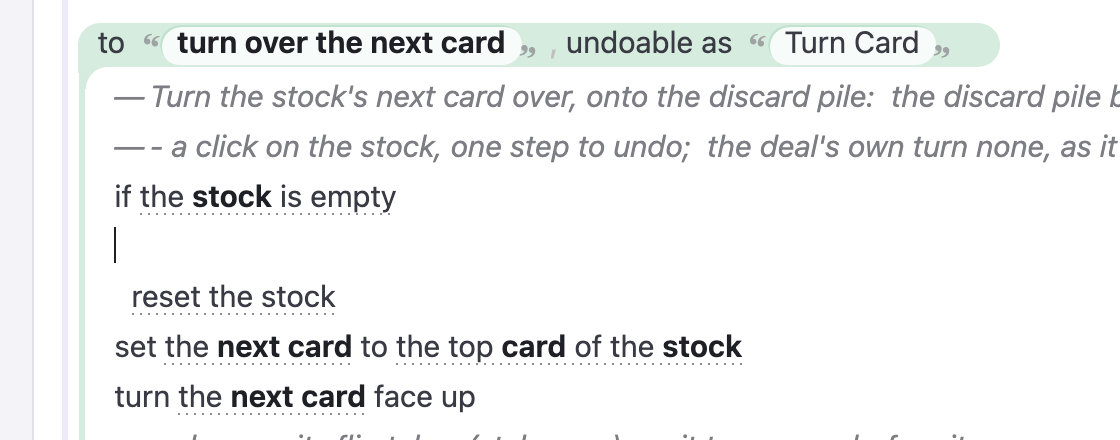 to “turn over the next card”, undoable as “Turn Card”
— Turn the stock's next card over, onto the discard pile:  the discard pile
— - a click on the stock, one step to undo;  the deal's own turn none, as it
if the stock is empty
reset the stock
set the next card to the top card of the stock
turn the next card face up